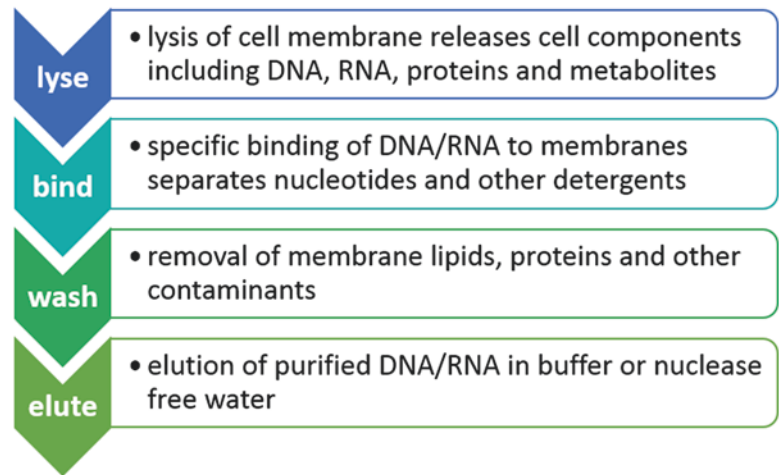 lyse
• lysis of cell membrane releases cell components
including DNA, RNA, proteins and metabolites
bind
• specific binding of DNA/RNA to membranes
separates nucleotides and other detergents
wash
• removal of membrane lipids, proteins and other
contaminants
elute
• elution of purified DNA/RNA in buffer or nuclease
free water